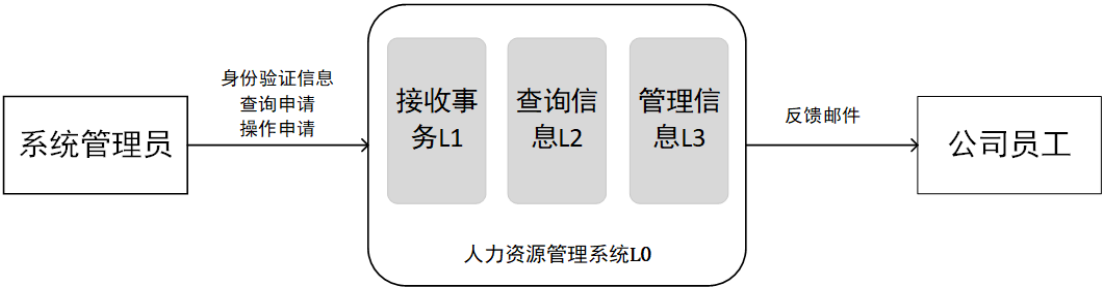 系统管理员
身份验证信息
查询申请
操作申请
接收事
务L1
查询信
息L2
管理信
息L3
人力资源管理系统L0
反馈邮件
公司员工